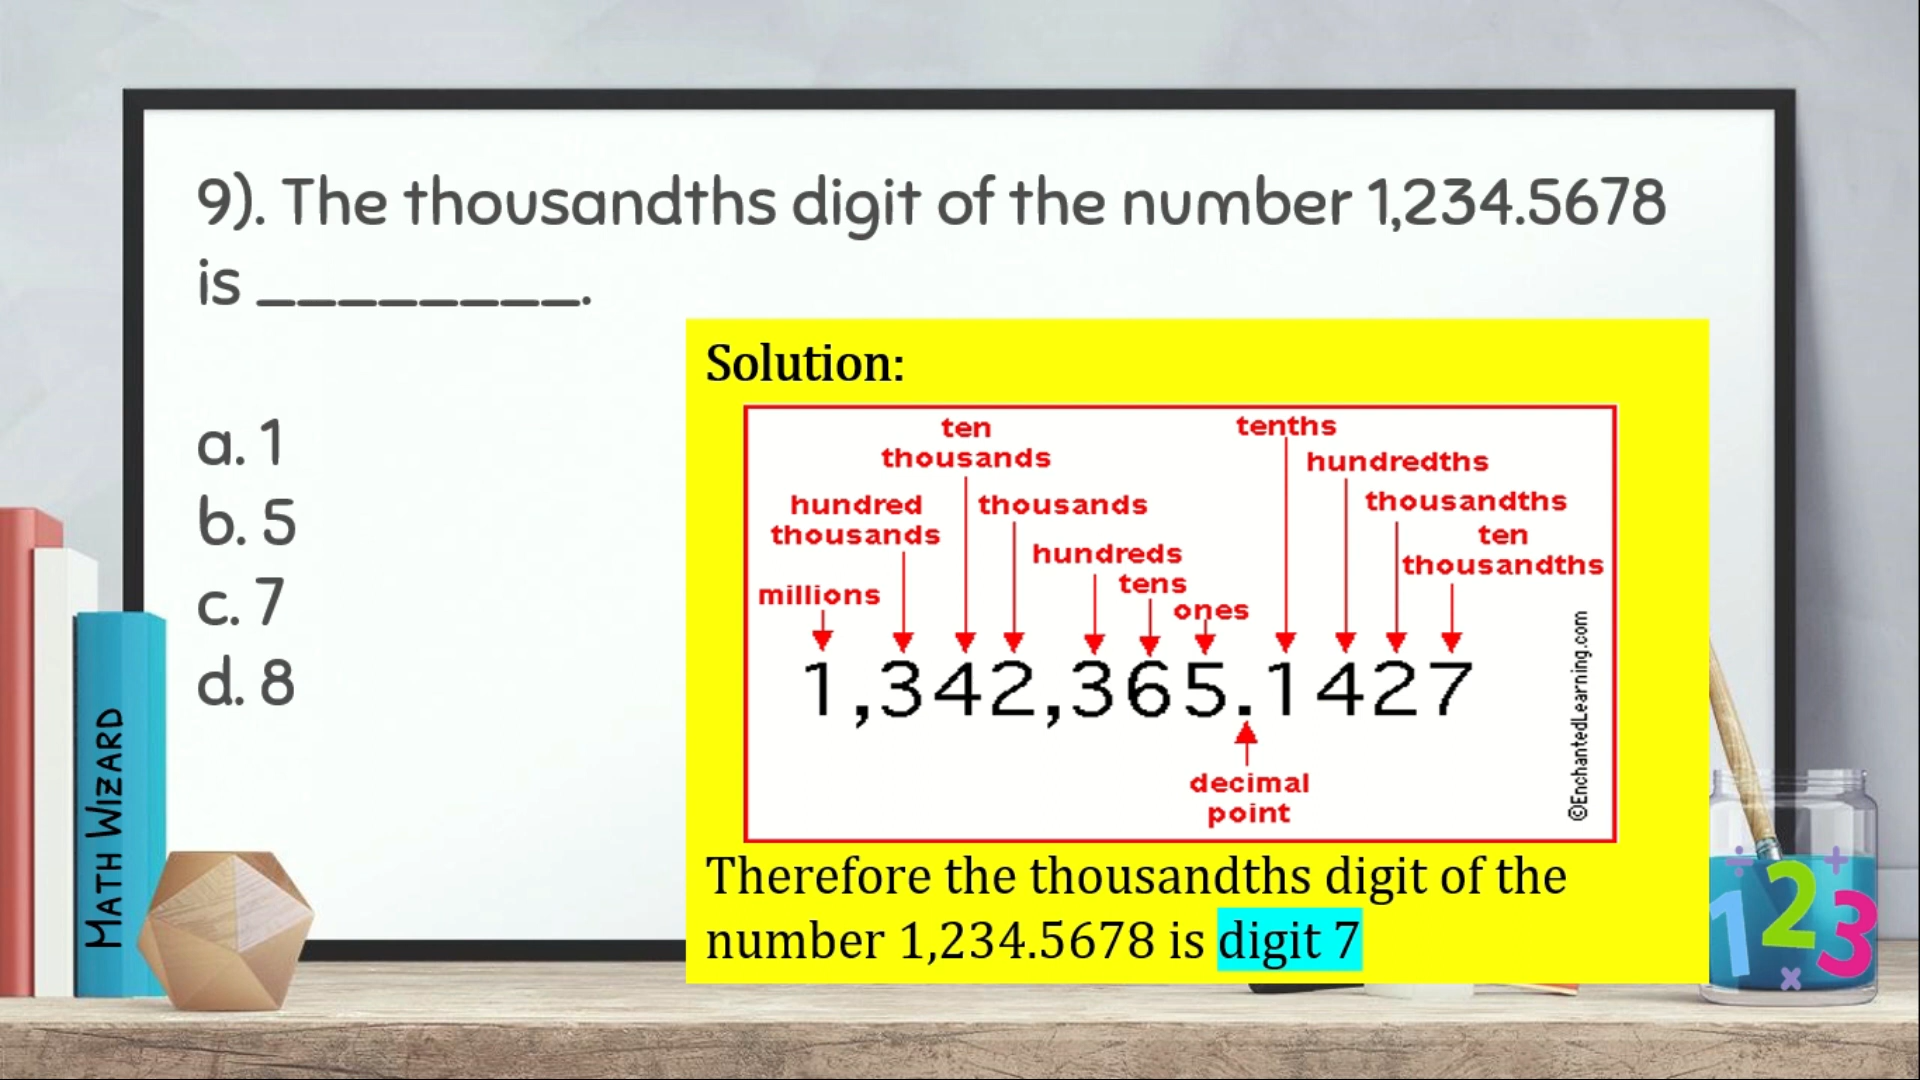 9). The thousandths digit of the number 1,234.5678
is ________.
a. 1
b. 5
c. 7
d. 8
Solution:
ten
thousands
tenths
hundredths
hundred
thousands
thousands
thousandths
ten
thousandths
hundreds
tens
millions
ones
1,342,365.1427
decimal
point
©EnchantedLearning.com
Therefore the thousandths digit of the
number 1,234.5678 is digit 7
MATH WIZARD
÷ +
123
x